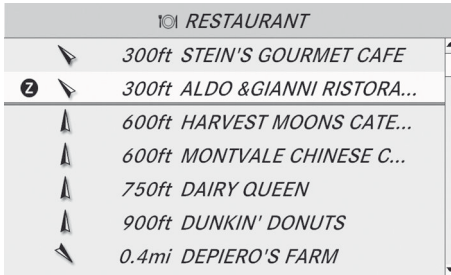 RESTAURANT
300ft STEIN'S GOURMET CAFE
Z 300ft ALDO &GIANNI RISTORA...
600ft HARVEST MOONS CATE...
600ft MONTVALE CHINESE C...
750ft DAIRY QUEEN
900ft DUNKIN' DONUTS
0.4mi DEPIERO'S FARM